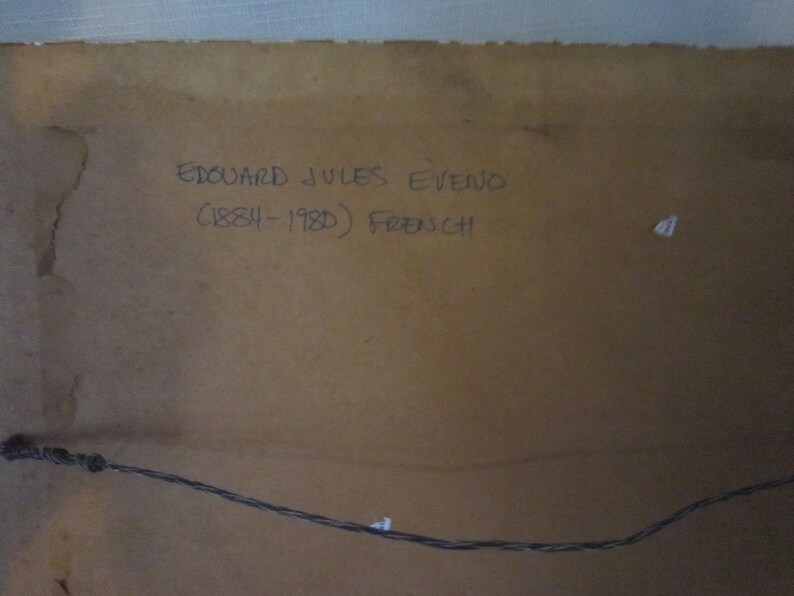 EDOUARD JULES EVENO
(1884-1980) FRENCH